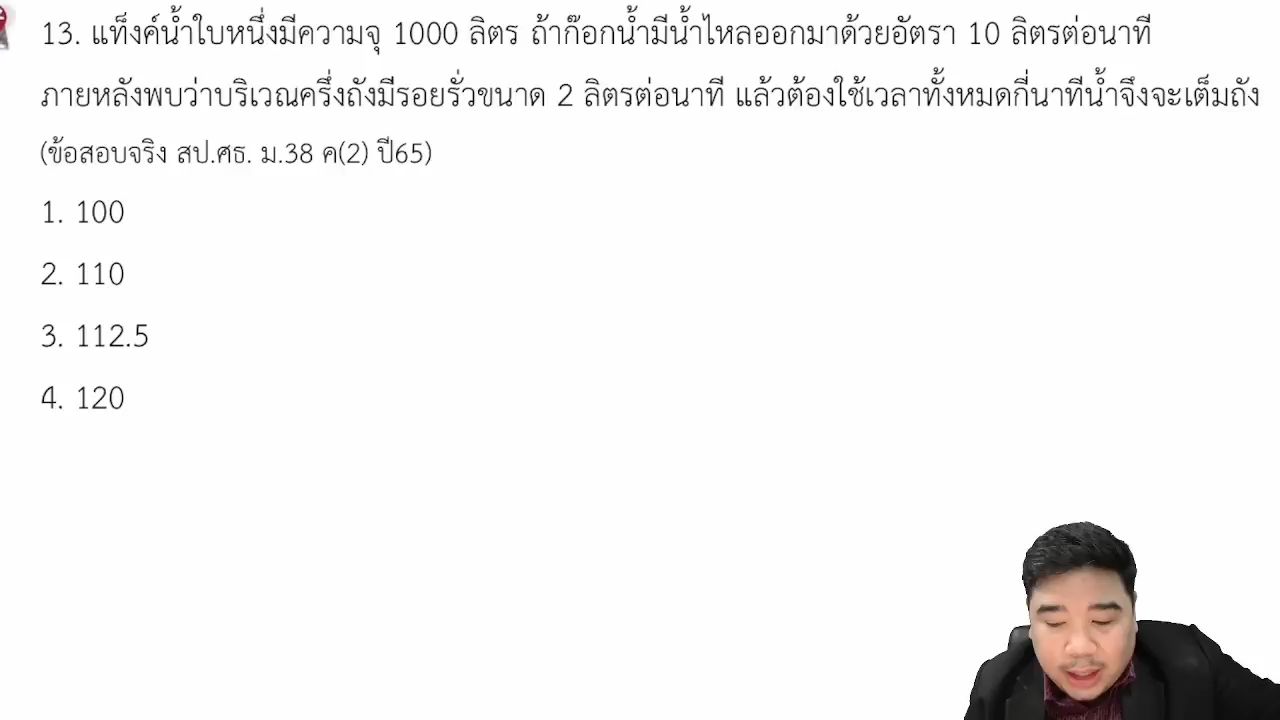 13. แท็งค์น้ำใบหนึ่งมีความจุ 1000 ลิตร ถ้าก๊อกน้ำมีน้ำไหลออกมาด้วยอัตรา 10 ลิตรต่อนาที
ภายหลังพบว่าบริเวณครึ่งถังมีรอยรั่วขนาด 2 ลิตรต่อนาที แล้วต้องใช้เวลาทั้งหมดกี่นาทีน้ำจึงจะเต็มถัง
(ข้อสอบจริง สป.ศธ. ม.38 ค(2) ปี65)
1. 100
2. 110
3. 112.5
4. 120